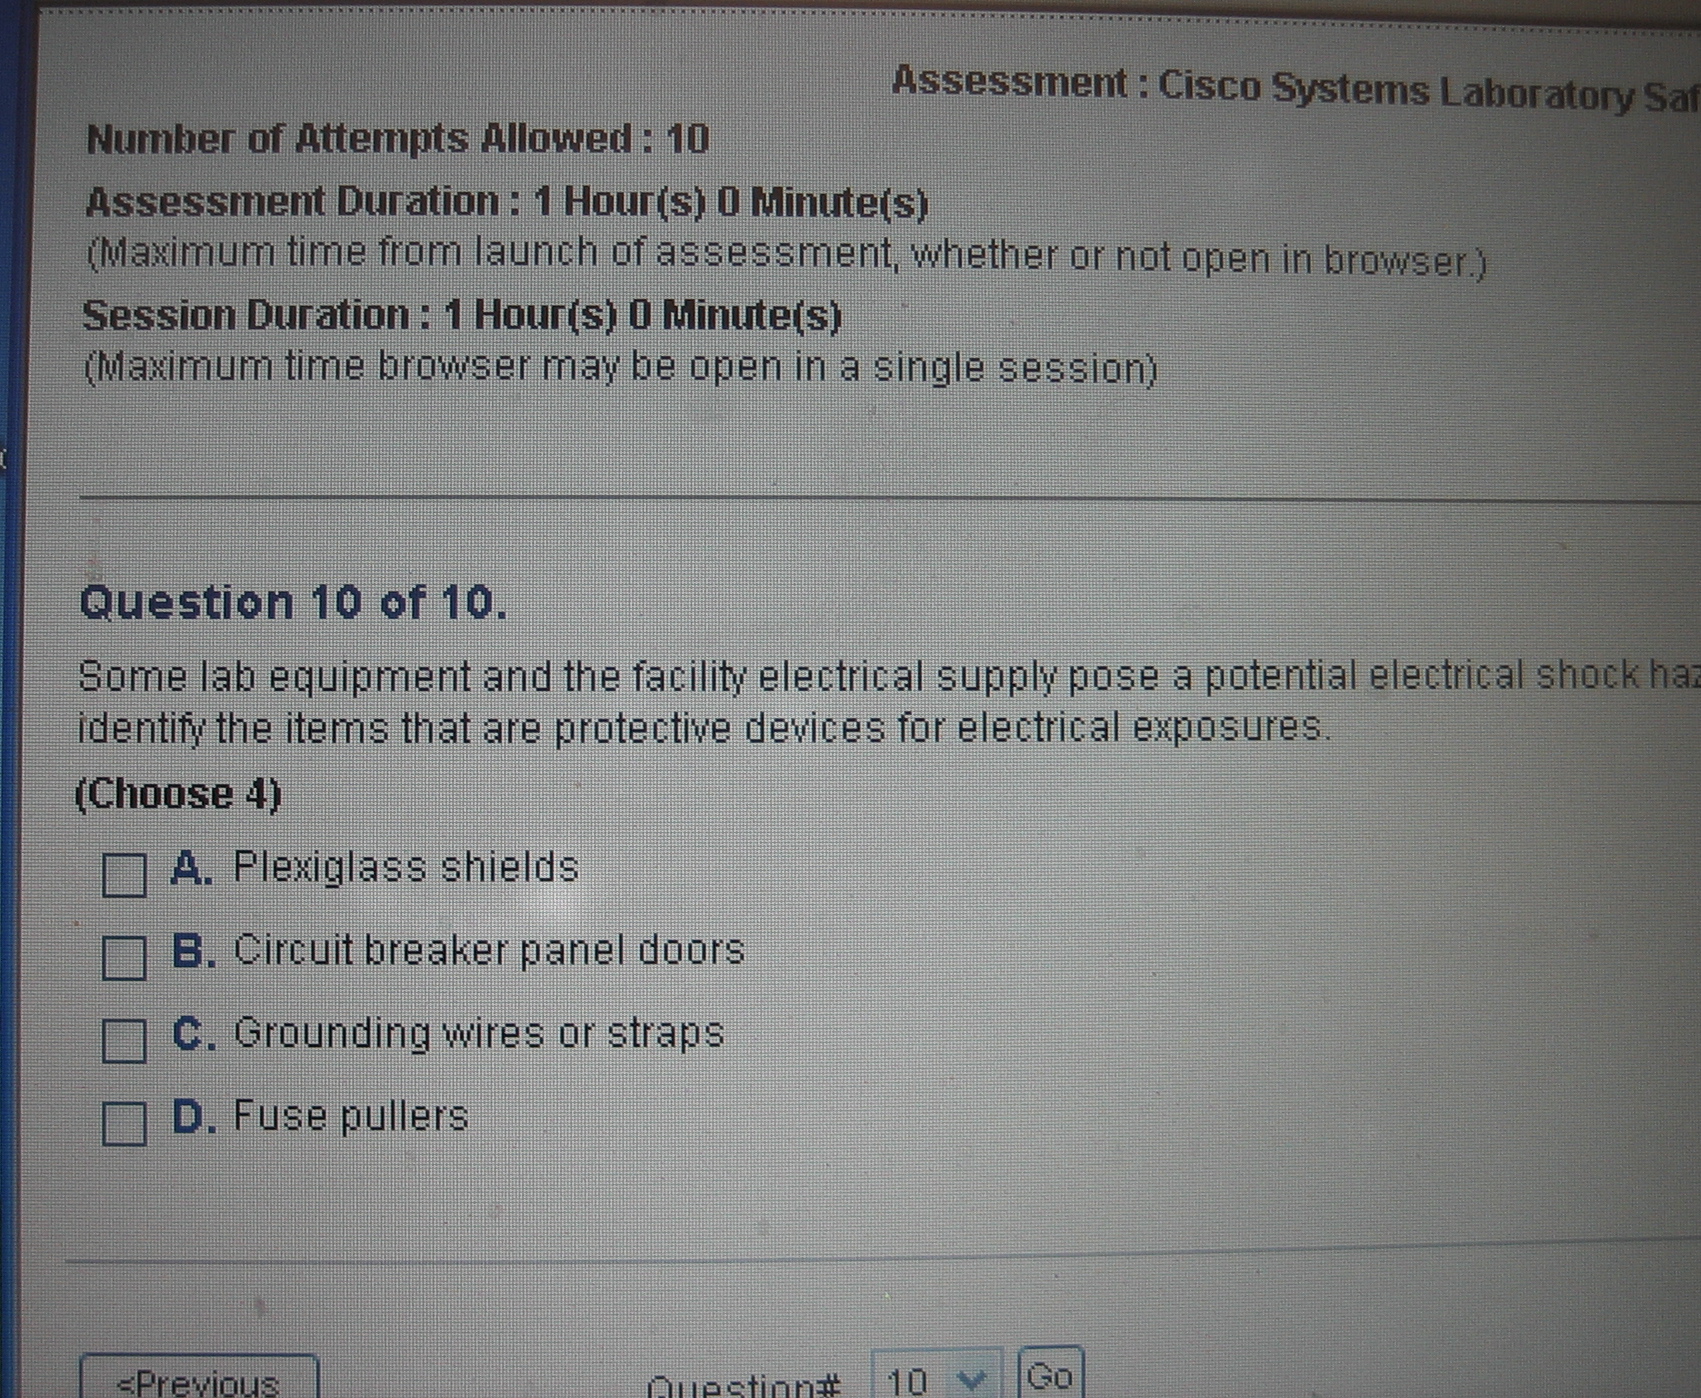 Assessment : Cisco Systems Laboratory Saf
Number of Attempts Allowed : 10
Assessment Duration : 1 Hour(s) 0 Minute(s)
(Maximum time from launch of assessment, whether or not open in browser.)
Session Duration : 1 Hour(s) 0 Minute(s)
(Maximum time browser may be open in a single session)
Question 10 of 10.
Some lab equipment and the facility electrical supply pose a potential electrical shock haz
identify the items that are protective devices for electrical exposures.
(Choose 4)
A. Plexiglass shields
B. Circuit breaker panel doors
C. Grounding wires or straps
D. Fuse pullers
<Previous Question# 10 Go